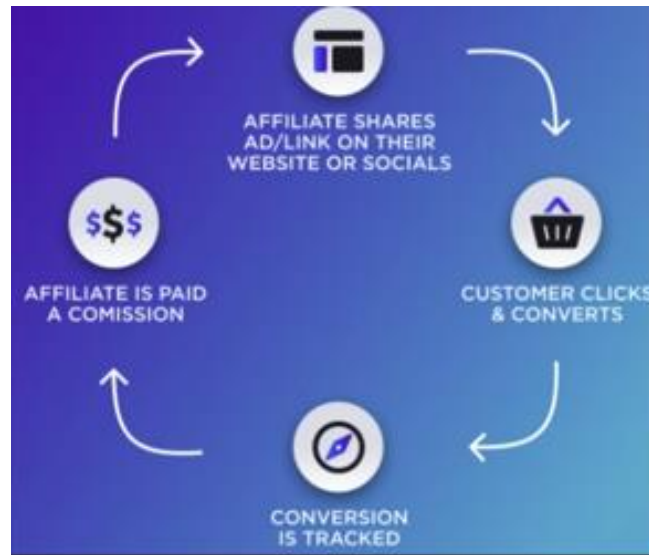 AFFILIATE SHARES
AD/LINK ON THEIR
WEBSITE OR SOCIALS
$$$
CUSTOMER CLICKS
& CONVERTS
CONVERSION
IS TRACKED
AFFILIATE IS PAID
A COMISSION